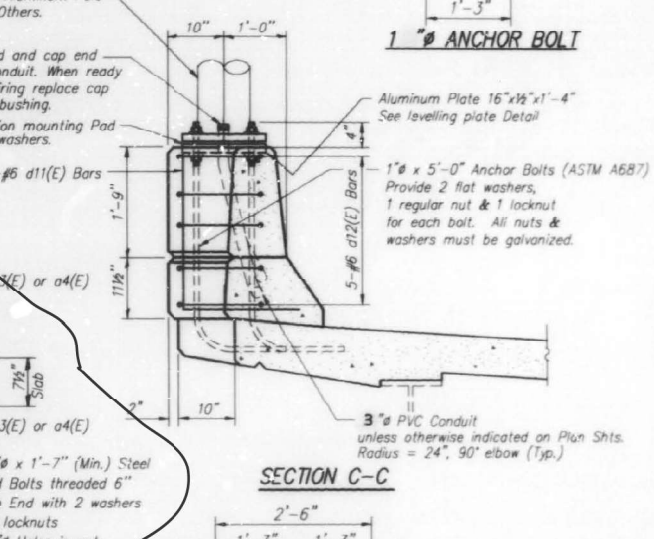 Others.
and cap end
onduit. When ready
replace cap
bushing.
mounting Pad
washers.
#6 d11(E) Bars
(E) or a4(E)
7½"
Slab
3(E) or a4(E)
"ø x 1'-7" (Min.) Steel
Bolts threaded 6"
End with 2 washers
locknuts
10"
1'-0"
1'-9"
11½"
2"
10"
4"
5-#6 d12(E) Bars
1'-3"
1 "ø ANCHOR BOLT
Aluminum Plate 16"x½"x1'-4"
See levelling plate Detail
1"ø x 5'-0" Anchor Bolts (ASTM A687)
Provide 2 flat washers,
1 regular nut & 1 locknut
for each bolt. All nuts &
washers must be galvanized.
3 "ø PVC Conduit
unless otherwise indicated on Plan Shts.
Radius = 24", 90° elbow (Typ.)
SECTION C-C
2'-6"
1'-3"
1'-3"